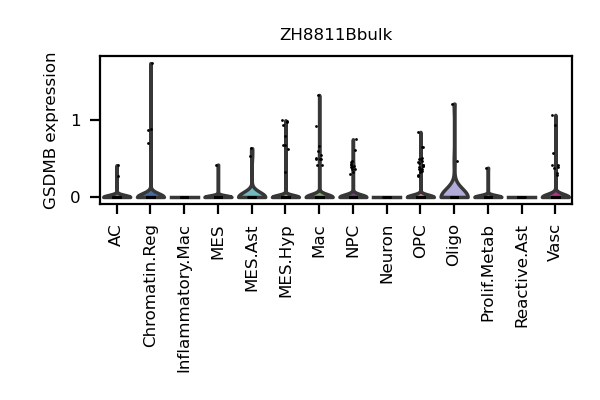 ZH8811Bbulk
GSDMB expression
1
0
AC
Chromatin.Reg
Inflammatory.Mac
MES
MES.Ast
MES.Hyp
Mac
NPC
Neuron
OPC
Oligo
Prolif.Metab
Reactive.Ast
Vasc